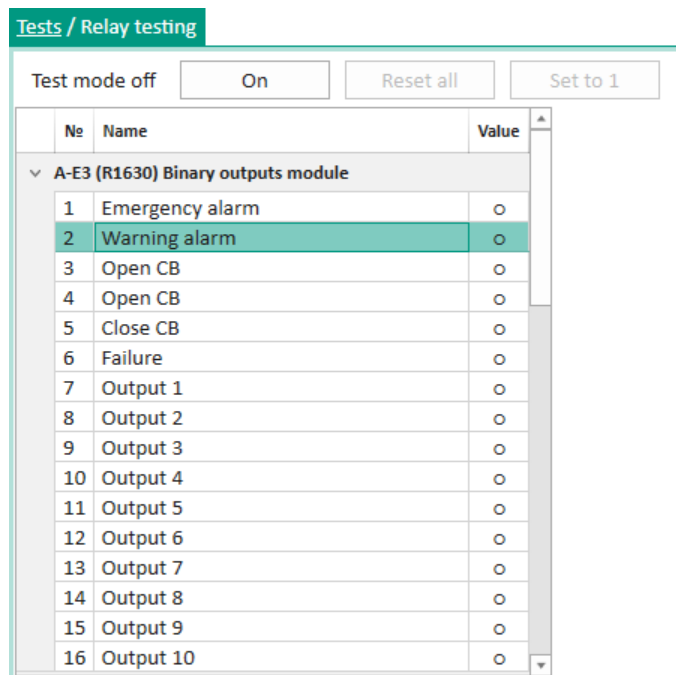 Tests / Relay testing
Test mode off On Reset all Set to 1
№ Name Value
A-E3 (R1630) Binary outputs module
1 Emergency alarm ○
2 Warning alarm ○
3 Open CB ○
4 Open CB ○
5 Close CB ○
6 Failure ○
7 Output 1 ○
8 Output 2 ○
9 Output 3 ○
10 Output 4 ○
11 Output 5 ○
12 Output 6 ○
13 Output 7 ○
14 Output 8 ○
15 Output 9 ○
16 Output 10 ○